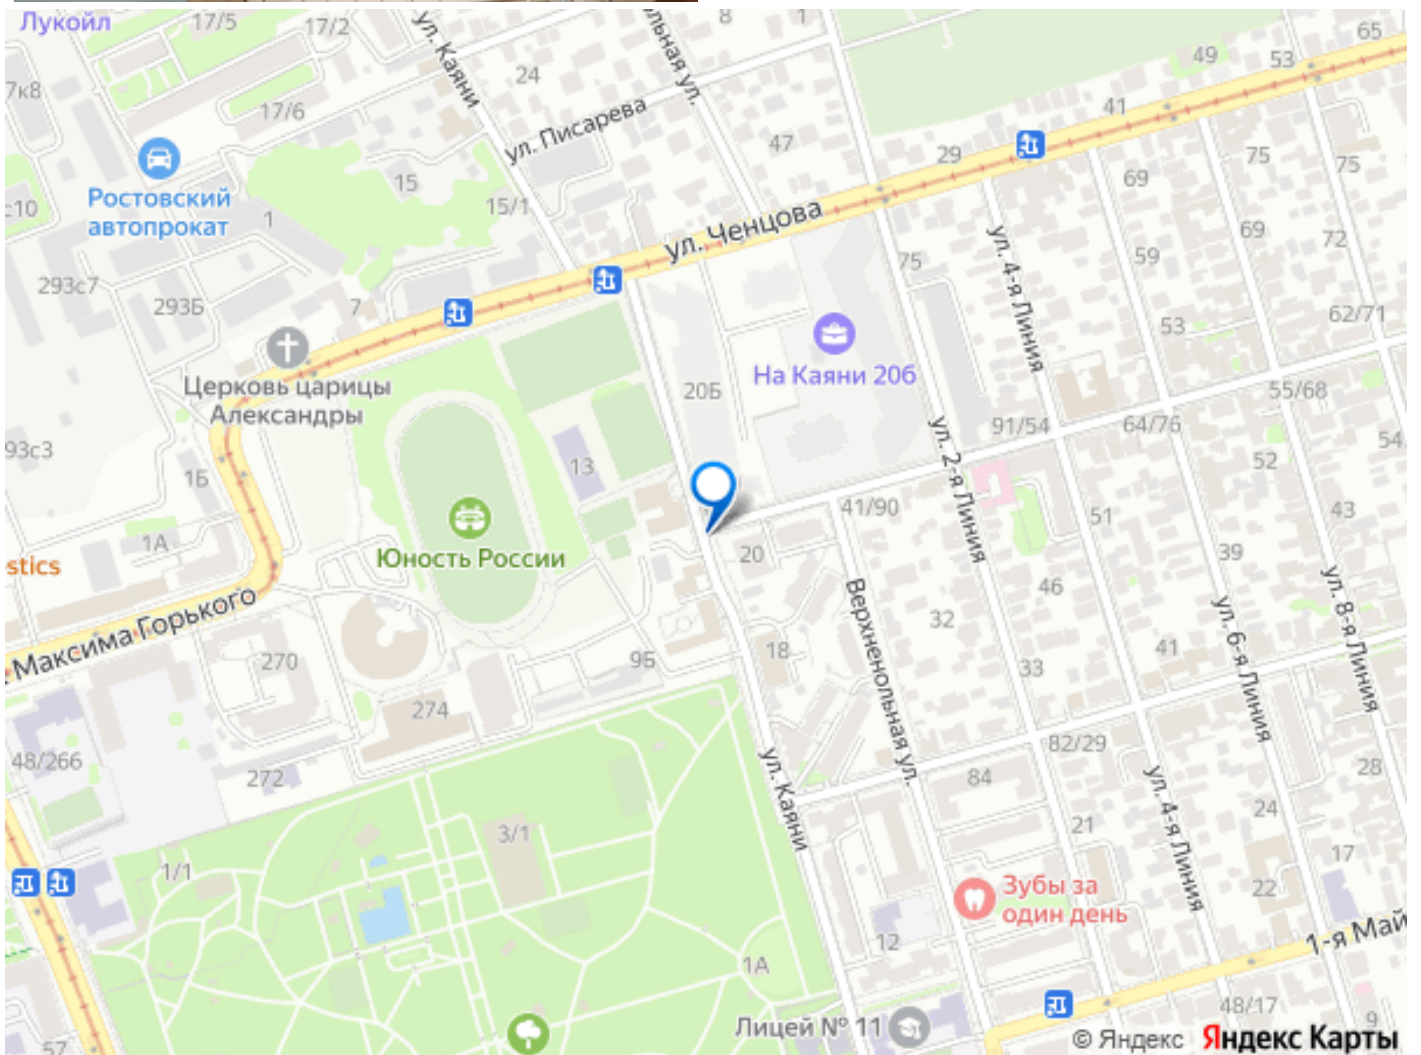 Лукойл
17/5
17/2
ул. Каяни
льная ул.
8
1
65
53
49
24
7к8
17/6
41
ул. Писарева
47
29
75
75
15
69
Ростовский
автопрокат
с10
1
15/1
ул. Ченцова
69
72
59
75
ул. 4-я Линия
293с7
293Б
7
53
62/71
Церковь царицы
Александры
20Б
На Каяни 20б
55/68
91/54
64/76
54
93с3
1Б
13
ул. 2-я Линия
52
43
Юность России
41/90
51
1А
20
39
stics
46
Максима Горького
Верхненольная ул.
32
ул. 6-я Линия
ул. 8-я Линия
270
9Б
18
33
41
274
48/266
272
82/29
28
84
ул. Каяни
ул. 4-я Линия
3/1
21
24
17
1/1
Зубы за
один день
22
12
1-я Май
1А
Лицей № 11
48/17
9
57
© Яндекс Яндекс Карты